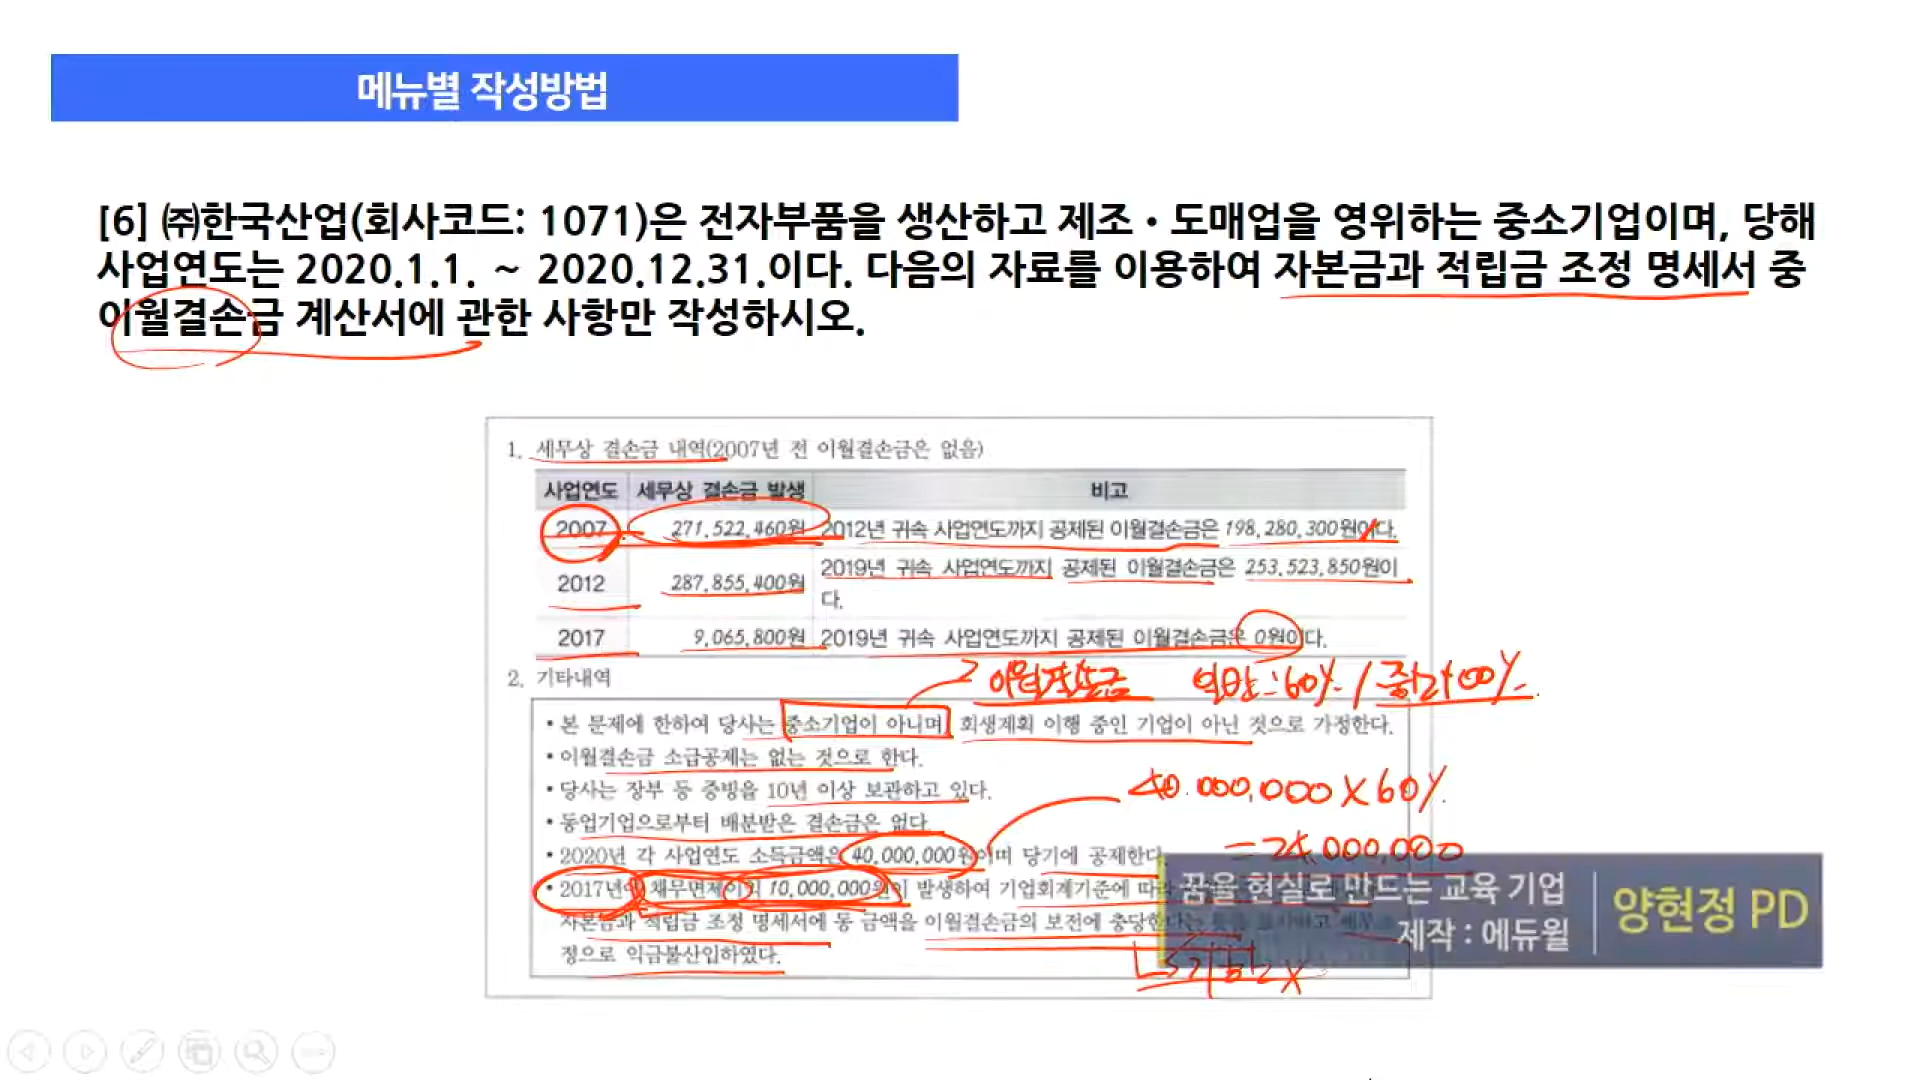 메뉴별 작성방법
[6] ㈜한국산업(회사코드: 1071)은 전자부품을 생산하고 제조 • 도매업을 영위하는 중소기업이며, 당해
사업연도는 2020.1.1. ~ 2020.12.31.이다. 다음의 자료를 이용하여 자본금과 적립금 조정 명세서 중
이월결손금 계산서에 관한 사항만 작성하시오.
1. 세무상 결손금 내역(2007년 전 이월결손금은 없음)
사업연도 세무상 결손금 발생 비고
2007 271,522,460원 2012년 귀속 사업연도까지 공제된 이월결손금은 198,280,300원이다.
2012 287,855,400원 2019년 귀속 사업연도까지 공제된 이월결손금은 253,523,850원이
다.
2017 9,065,800원 2019년 귀속 사업연도까지 공제된 이월결손금은 0원이다.
2. 기타내역
이월결손금 일반:60% / 중소100%
• 본 문제에 한하여 당사는 중소기업이 아니며, 회생계획 이행 중인 기업이 아닌 것으로 가정한다.
• 이월결손금 소급공제는 없는 것으로 한다.
• 당사는 장부 등 증빙을 10년 이상 보관하고 있다.
40.000,000 X 60%
• 동업기업으로부터 배분받은 결손금은 없다.
• 2020년 각 사업연도 소득금액은 40,000,000원이며 당기에 공제한다.
= 24,000,000
• 2017년에 채무면제이익 10,000,000원이 발생하여 기업회계기준에 따라
자본금과 적립금 조정 명세서에 동 금액을 이월결손금의 보전에 충당한다는
정으로 익금불산입하였다.
꿈을 현실로 만드는 교육 기업
제작 : 에듀윌
양현정 PD